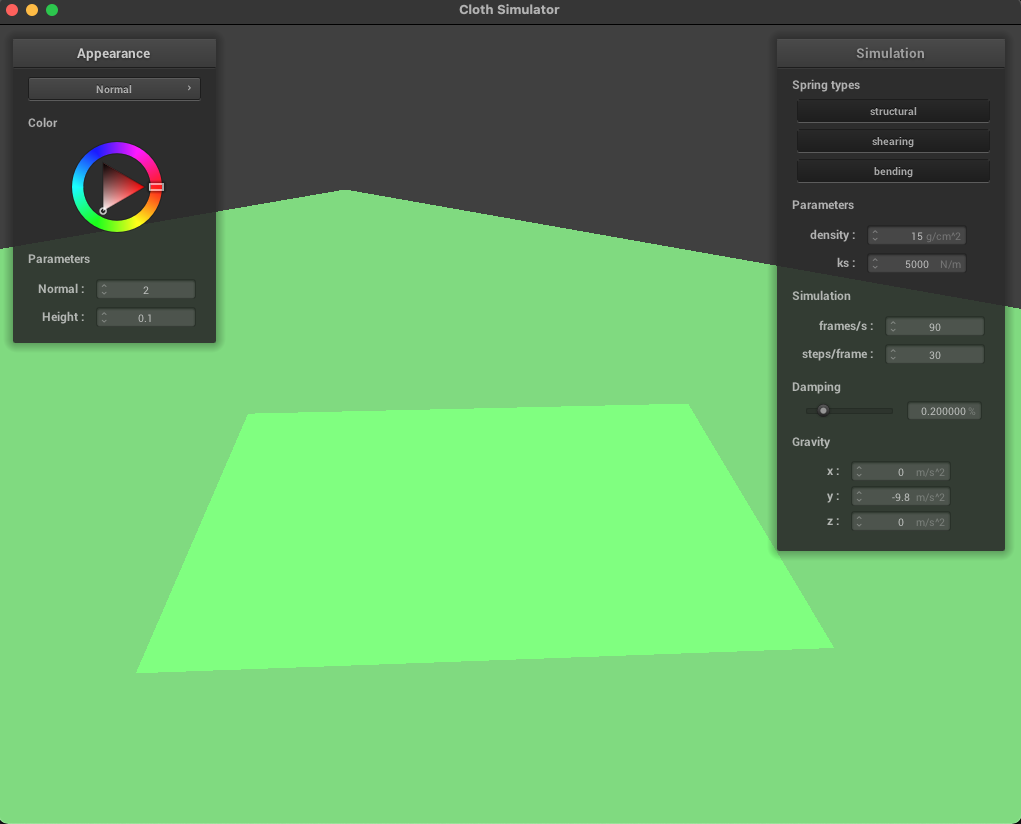 Cloth Simulator
Appearance
Normal
Color
Parameters
Normal : 2
Height : 0.1
Simulation
Spring types
structural
shearing
bending
Parameters
density : 15 g/cm^2
ks : 5000 N/m
Simulation
frames/s : 90
steps/frame : 30
Damping
0.200000 %
Gravity
x : 0 m/s^2
y : -9.8 m/s^2
z : 0 m/s^2